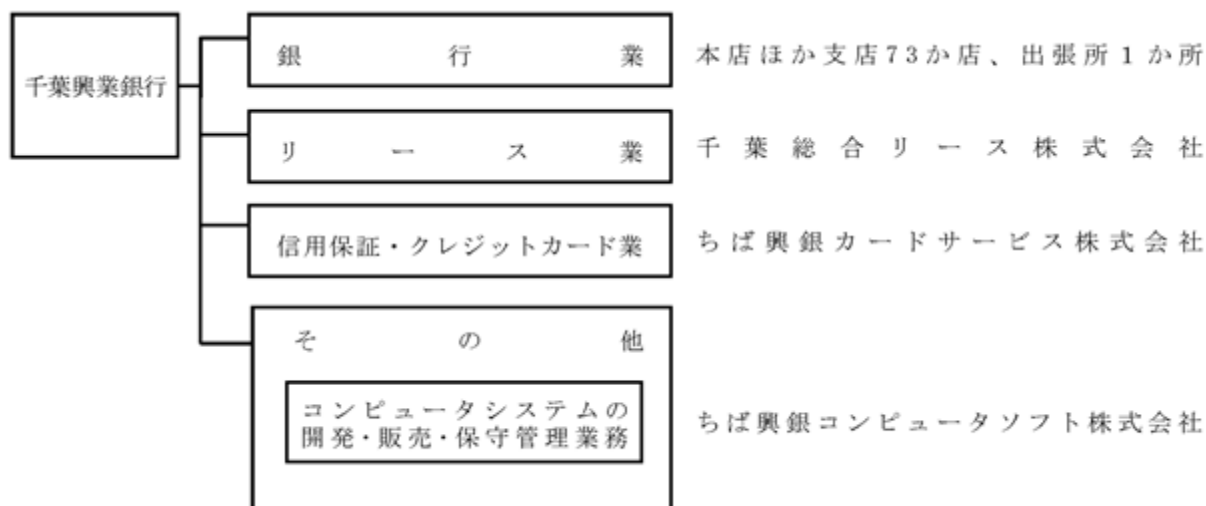 千葉興業銀行
銀行業
本店ほか支店73か店、出張所1か所
リース業
千葉総合リース株式会社
信用保証・クレジットカード業
ちば興銀カードサービス株式会社
その他
コンピュータシステムの
開発・販売・保守管理業務
ちば興銀コンピュータソフト株式会社